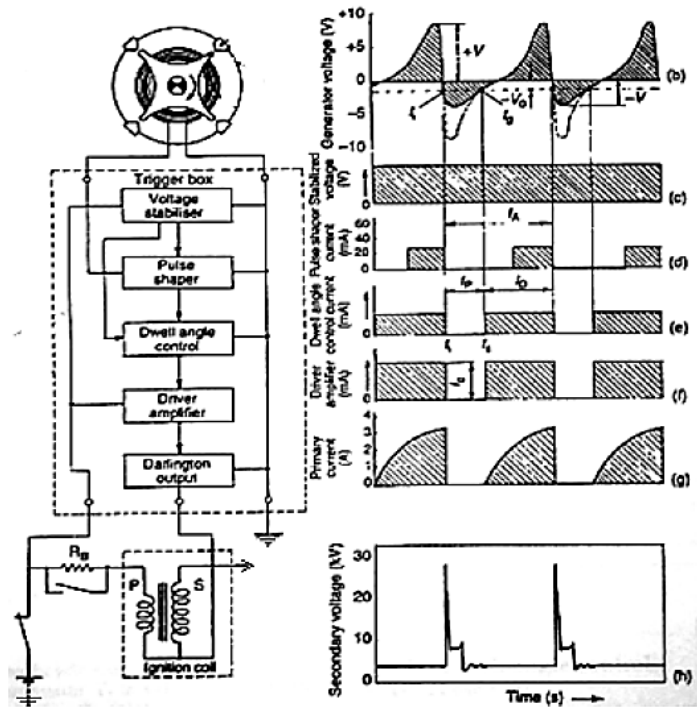 Trigger box
Voltage
stabiliser
Pulse
shaper
Dwell angle
control
Driver
amplifier
Darlington
output
P
S
Ignition coil
Generator voltage (V)
+10
+5
0
−5
−10
+V
−V
(b)
Stabilized
voltage
(V)
(c)
Pulse shaper
current
(mA)
60
40
20
0
(d)
Dwell angle
control current
(mA)
1
0
(e)
Driver
amplifier
(mA)
(f)
Primary
current
(A)
4
3
2
1
0
(g)
Secondary voltage (kV)
30
20
10
0
(h)
Time (s)